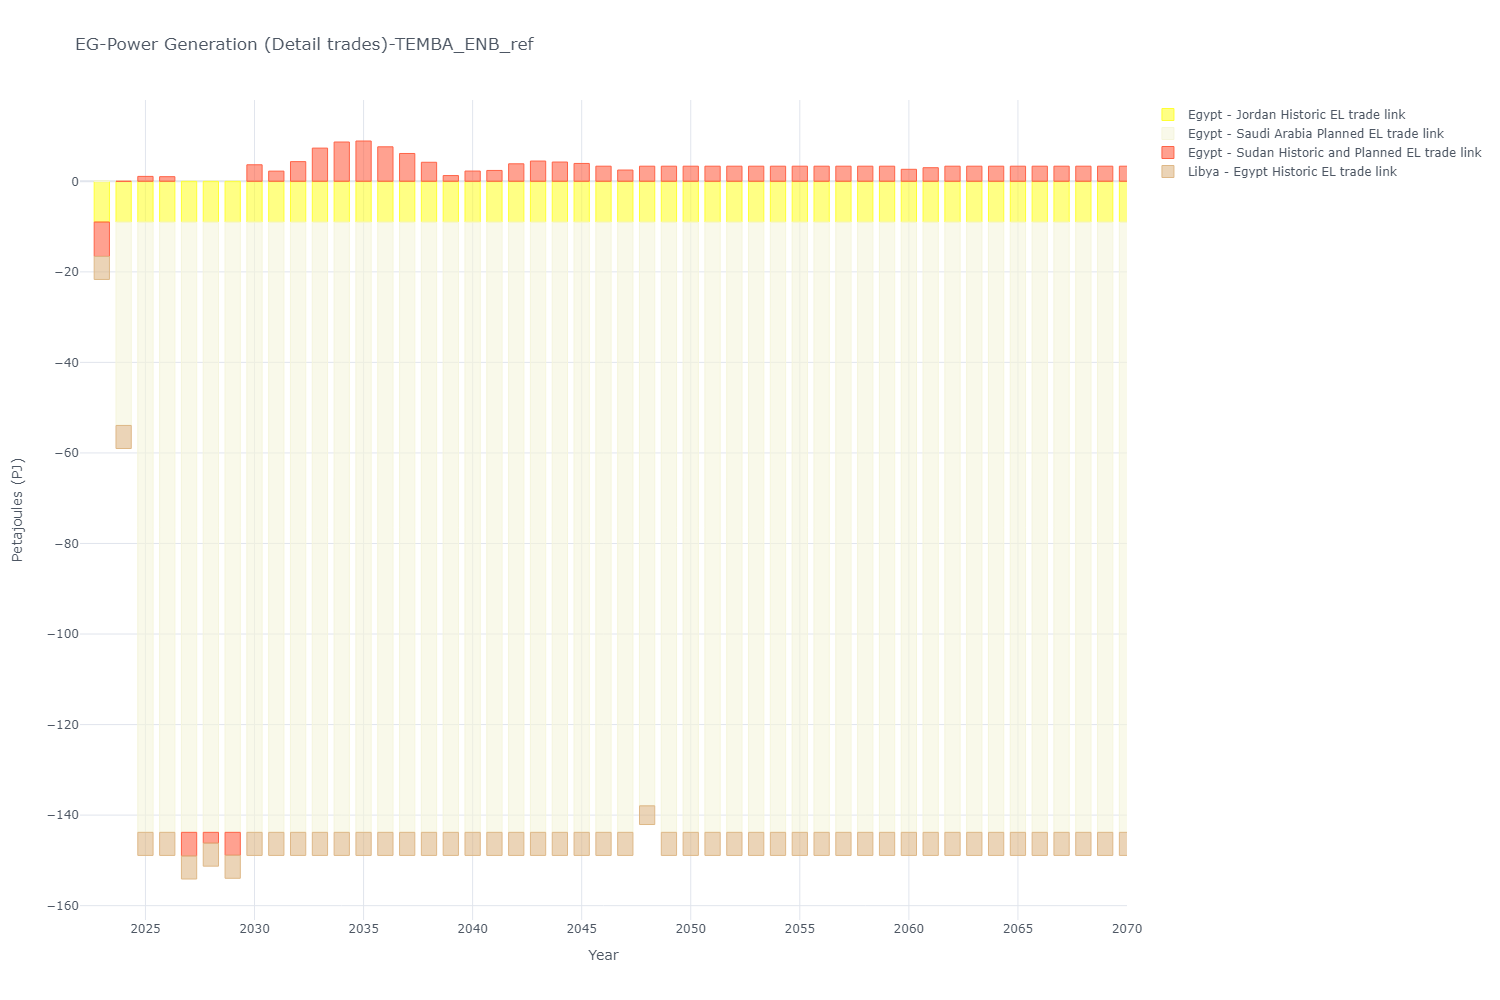 EG-Power Generation (Detail trades)-TEMBA_ENB_ref
Egypt - Jordan Historic EL trade link
Egypt - Saudi Arabia Planned EL trade link
Egypt - Sudan Historic and Planned EL trade link
Libya - Egypt Historic EL trade link
0
−20
−40
−60
−80
−100
−120
−140
−160
Petajoules (PJ)
2025
2030
2035
2040
2045
2050
2055
2060
2065
2070
Year